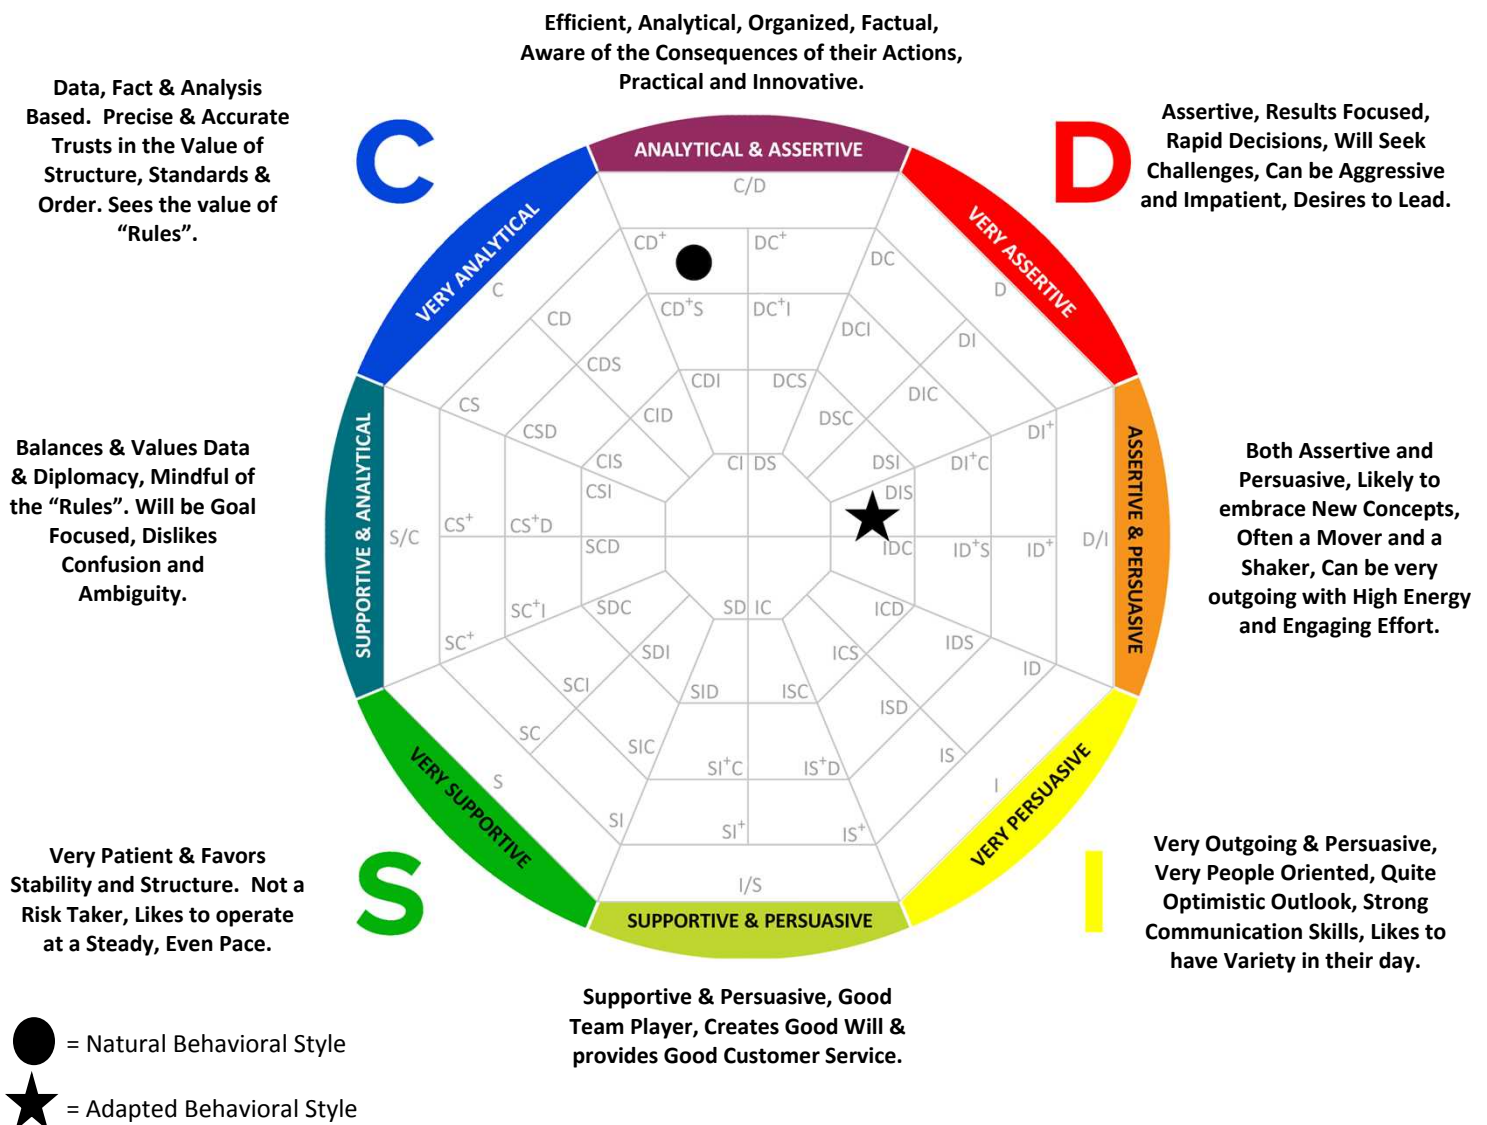 Efficient, Analytical, Organized, Factual,
Aware of the Consequences of their Actions,
Practical and Innovative.
Data, Fact & Analysis
Based.  Precise & Accurate
Trusts in the Value of
Structure, Standards &
Order. Sees the value of
“Rules”.
C
D
Assertive, Results Focused,
Rapid Decisions, Will Seek
Challenges, Can be Aggressive
and Impatient, Desires to Lead.
ANALYTICAL & ASSERTIVE
VERY ANALYTICAL
VERY ASSERTIVE
C/D
CD+
DC+
DC
C
D
CD
CD+S
DC+I
DCI
DI
CDS
CDI
DCS
DIC
CS
CID
DSC
DI+
CSD
CIS
CI
DS
DSI
DI+C
CSI
DIS
Balances & Values Data
& Diplomacy, Mindful of
the “Rules”. Will be Goal
Focused, Dislikes
Confusion and
Ambiguity.
SUPPORTIVE & ANALYTICAL
ASSERTIVE & PERSUASIVE
Both Assertive and
Persuasive, Likely to
embrace New Concepts,
Often a Mover and a
Shaker, Can be very
outgoing with High Energy
and Engaging Effort.
S/C
CS+
CS+D
SCD
IDC
ID+S
ID+
D/I
SC+I
SDC
SD
IC
ICD
SC+
SDI
ICS
IDS
ID
SCI
SID
ISC
ISD
SC
SIC
IS
SI+C
IS+D
S
I
SI
SI+
IS+
I/S
VERY SUPPORTIVE
VERY PERSUASIVE
SUPPORTIVE & PERSUASIVE
S
I
Very Patient & Favors
Stability and Structure.  Not a
Risk Taker, Likes to operate
at a Steady, Even Pace.
Very Outgoing & Persuasive,
Very People Oriented, Quite
Optimistic Outlook, Strong
Communication Skills, Likes to
have Variety in their day.
Supportive & Persuasive, Good
Team Player, Creates Good Will &
provides Good Customer Service.
= Natural Behavioral Style
= Adapted Behavioral Style